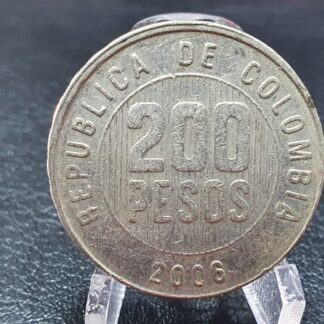 REPUBLICA DE COLOMBIA
200
PESOS
2006